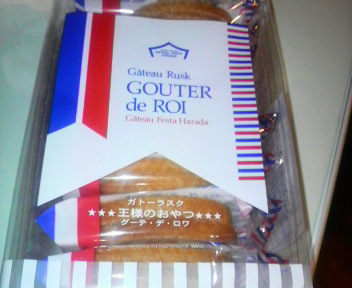 Gâteau Rusk
GOUTER
de ROI
Gâteau Festa Harada
ガトーラスク
★★★王様のおやつ★★★
グーテ・デ・ロワ